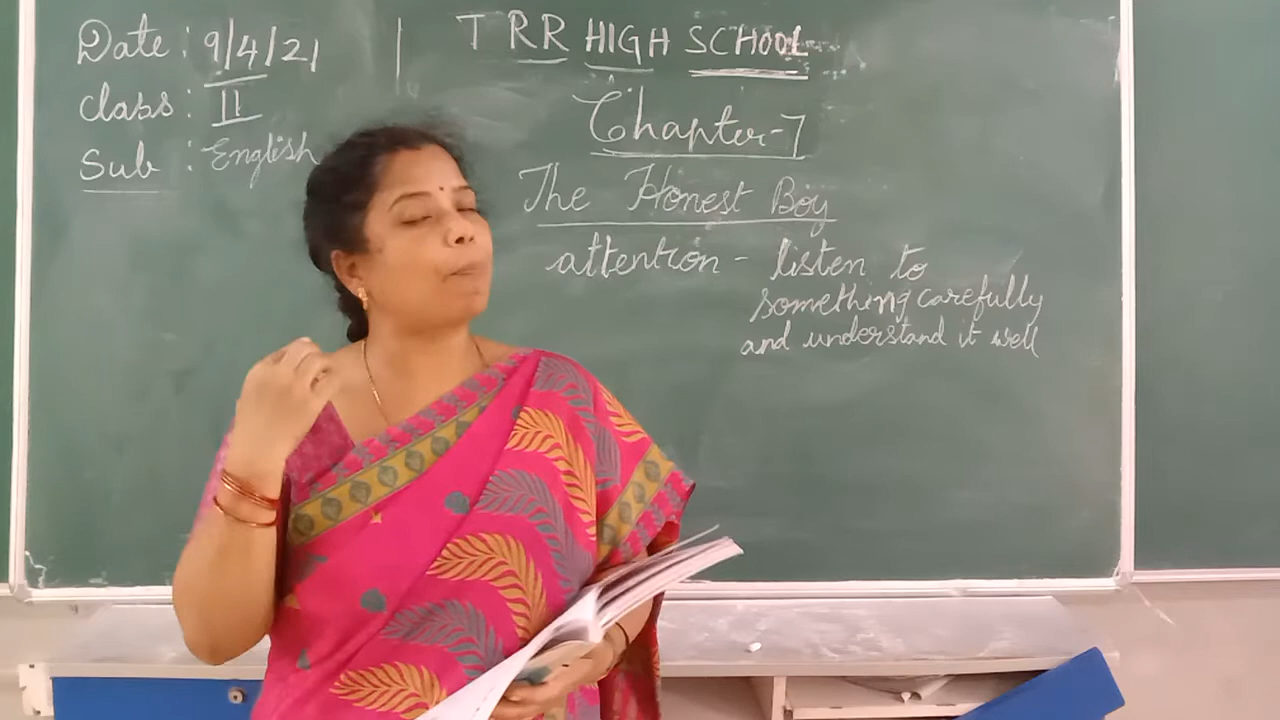 Date : 9/4/21
Class : II
Sub : English
T RR HIGH SCHOOL
Chapter-7
The Honest Boy
attention - listen to
something carefully
and understand it well